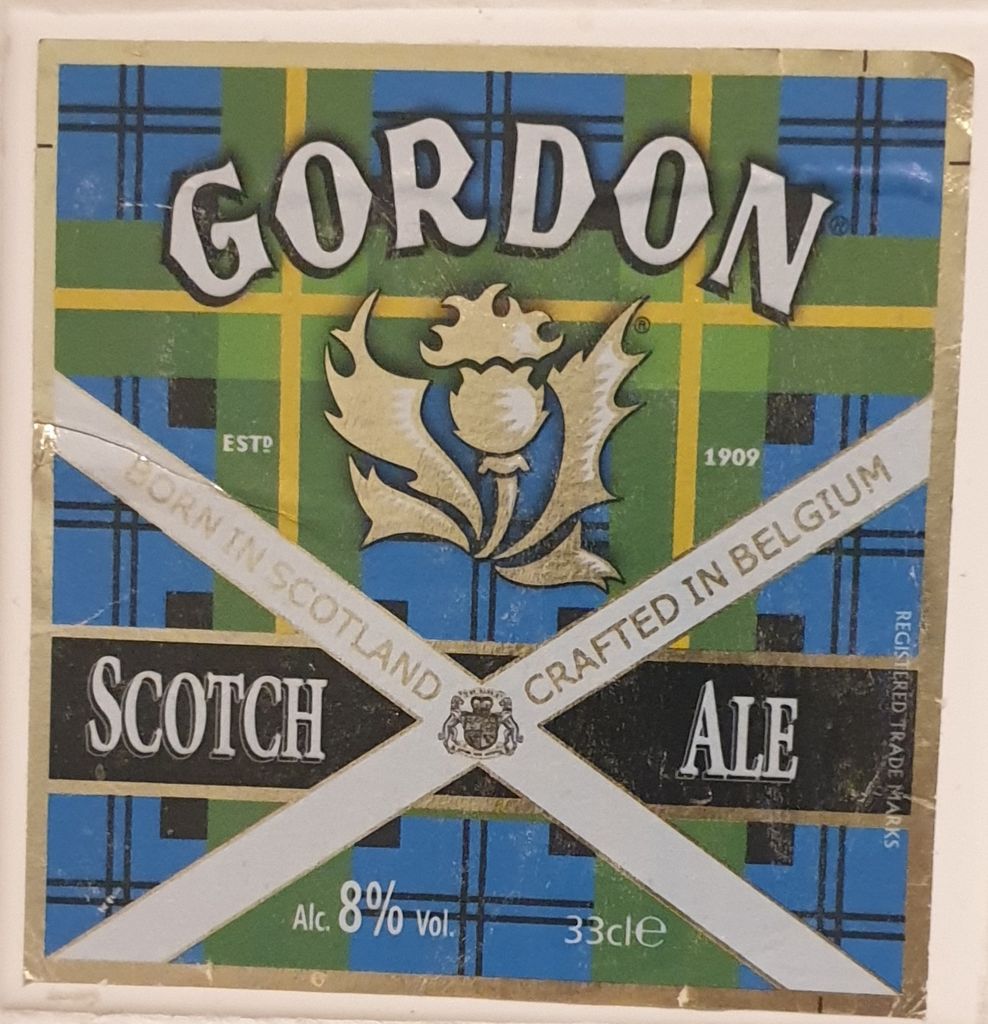 GORDON®
®
ESTD
1909
BORN IN SCOTLAND
CRAFTED IN BELGIUM
SCOTCH
ALE
REGISTERED TRADE MARKS
Alc. 8% Vol.
33cl℮